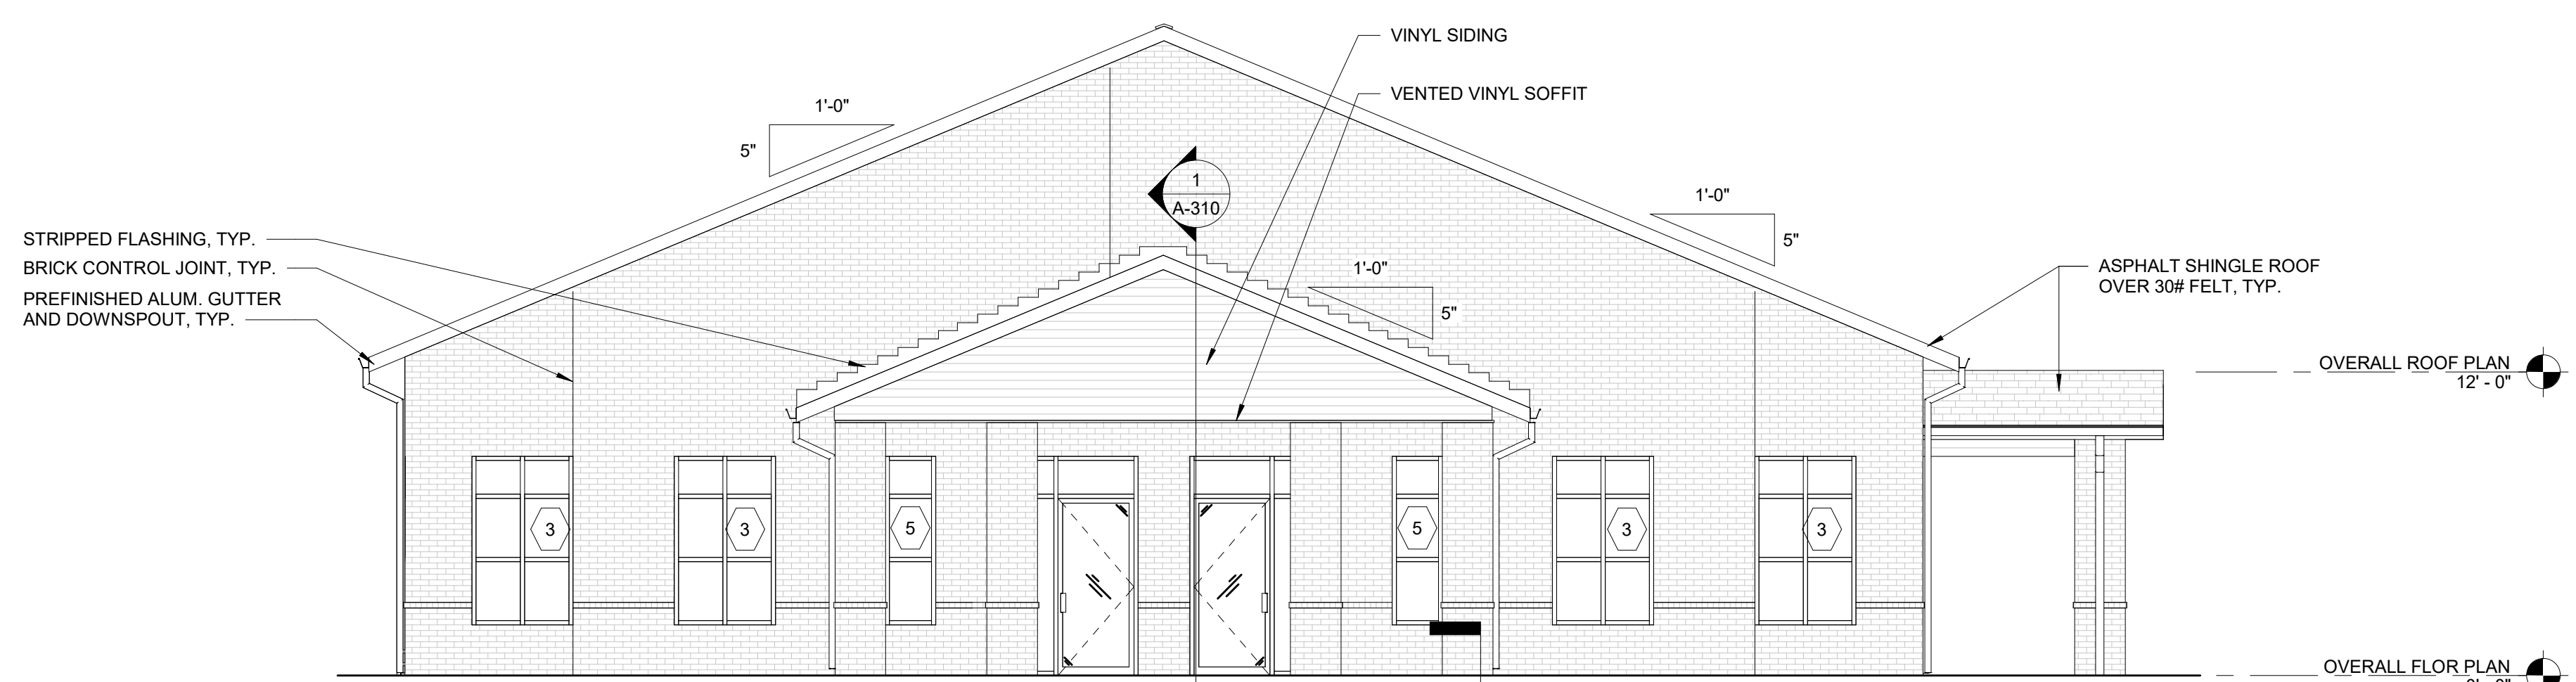 VINYL SIDING
VENTED VINYL SOFFIT
1'-0"
5"
1
A-310
1'-0"
5"
STRIPPED FLASHING, TYP.
BRICK CONTROL JOINT, TYP.
PREFINISHED ALUM. GUTTER
AND DOWNSPOUT, TYP.
1'-0"
5"
ASPHALT SHINGLE ROOF
OVER 30# FELT, TYP.
OVERALL ROOF PLAN
12' - 0"
3
3
5
5
3
3
OVERALL FLOR PLAN